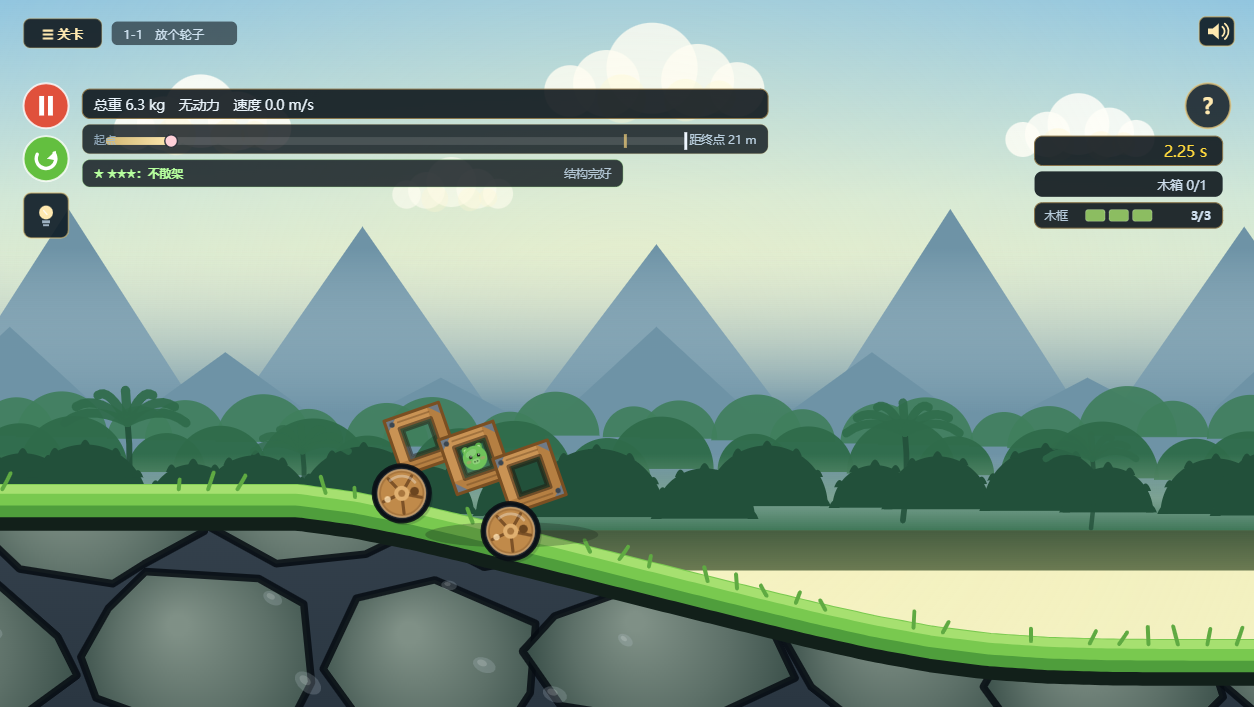 ☰ 关卡
1-1 放个轮子
总重 6.3 kg 无动力 速度 0.0 m/s
起
距终点 21 m
★ ★★★: 不散架
结构完好
?
2.25 s
木箱 0/1
木框 3/3